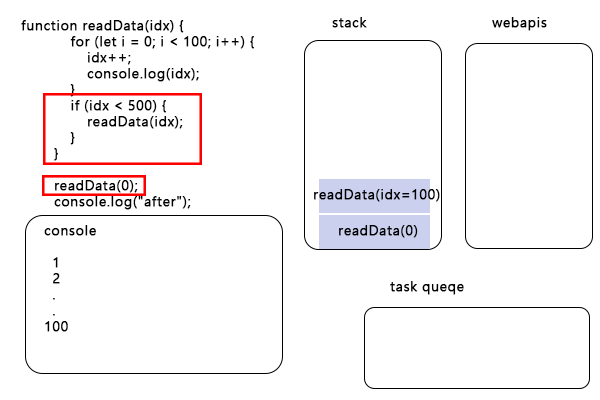 function readData(idx) {
for (let i = 0; i < 100; i++) {
idx++;
console.log(idx);
}
if (idx < 500) {
readData(idx);
}
}
readData(0);
console.log("after");
console
1
2
.
.
100
stack
readData(idx=100)
readData(0)
webapis
task queqe